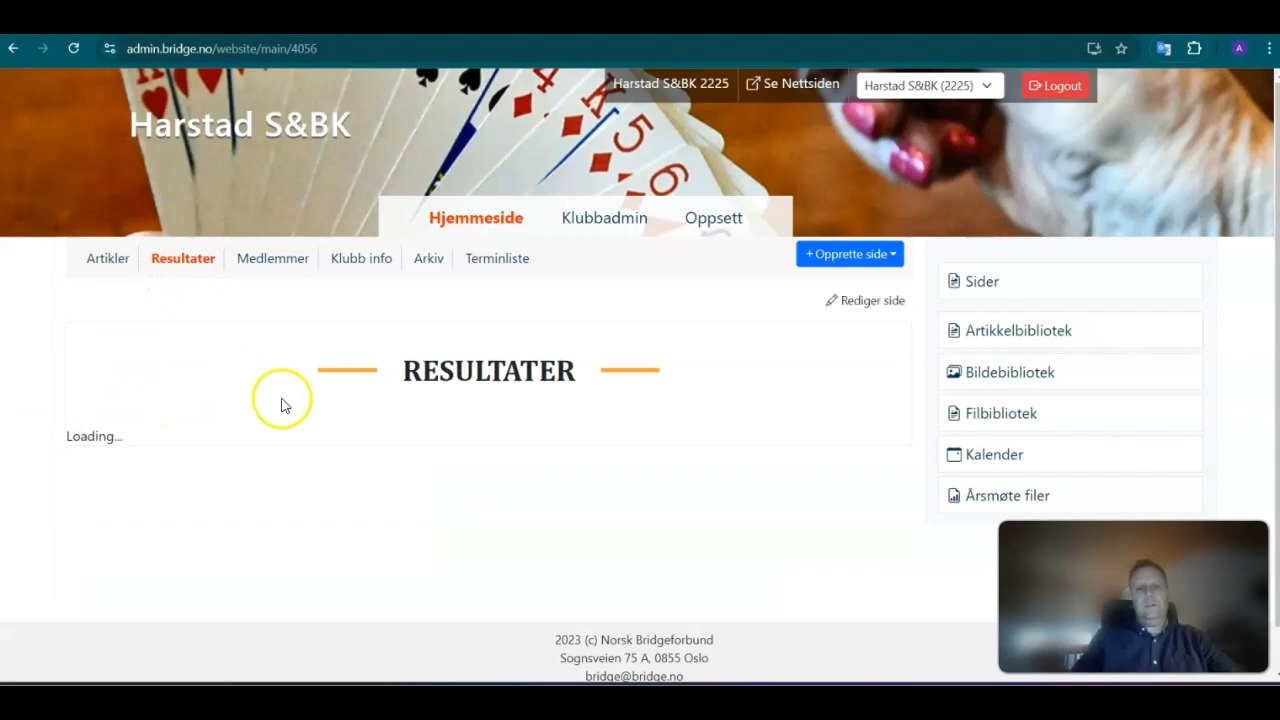 admin.bridge.no/website/main/4056
A
Harstad S&BK 2225
Se Nettsiden
Harstad S&BK (2225)
Logout
Harstad S&BK
Hjemmeside
Klubbadmin
Oppsett
Artikler
Resultater
Medlemmer
Klubb info
Arkiv
Terminliste
+ Opprette side
Rediger side
RESULTATER
Loading...
Sider
Artikkelbibliotek
Bildebibliotek
Filbibliotek
Kalender
Årsmøte filer
2023 (c) Norsk Bridgeforbund
Sognsveien 75 A, 0855 Oslo
bridge@bridge.no